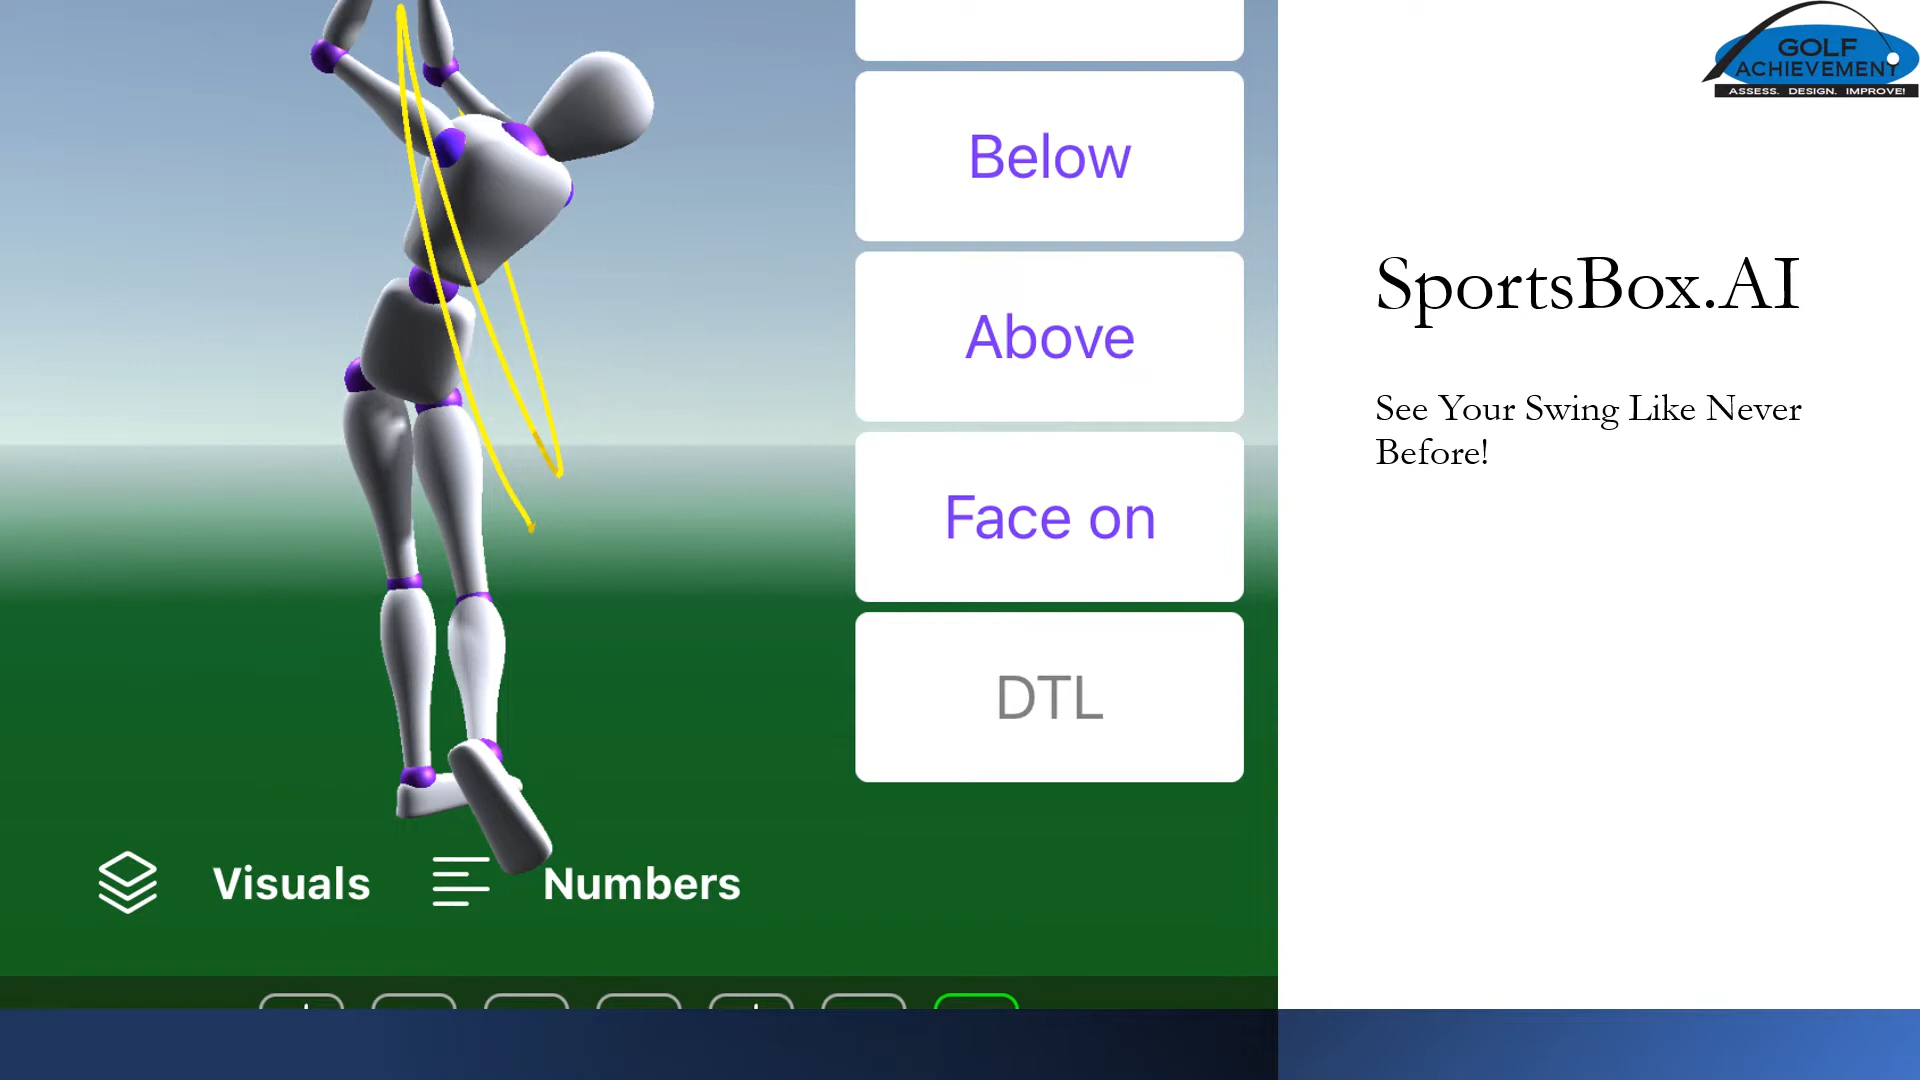 GOLF
ACHIEVEMENT
ASSESS. DESIGN. IMPROVE!
Below
Above
Face on
DTL
Visuals
Numbers
SportsBox.AI
See Your Swing Like Never
Before!